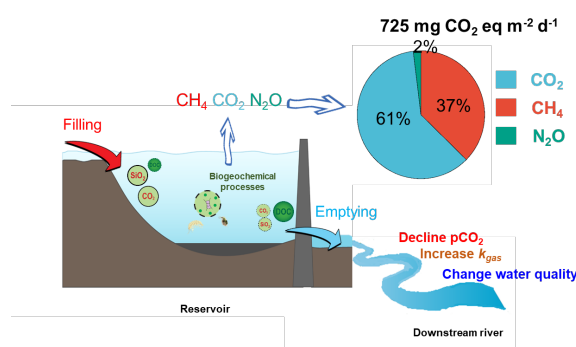 725 mg CO₂ eq m⁻² d⁻¹
2%
61%
37%
CO₂
CH₄
N₂O
CH₄ CO₂ N₂O
Filling
DOC
SiO₂
CO₂
Biogeochemical
processes
CO₂
DOC
SiO₂
Emptying
Decline pCO₂
Increase kgas
Change water quality
Reservoir
Downstream river